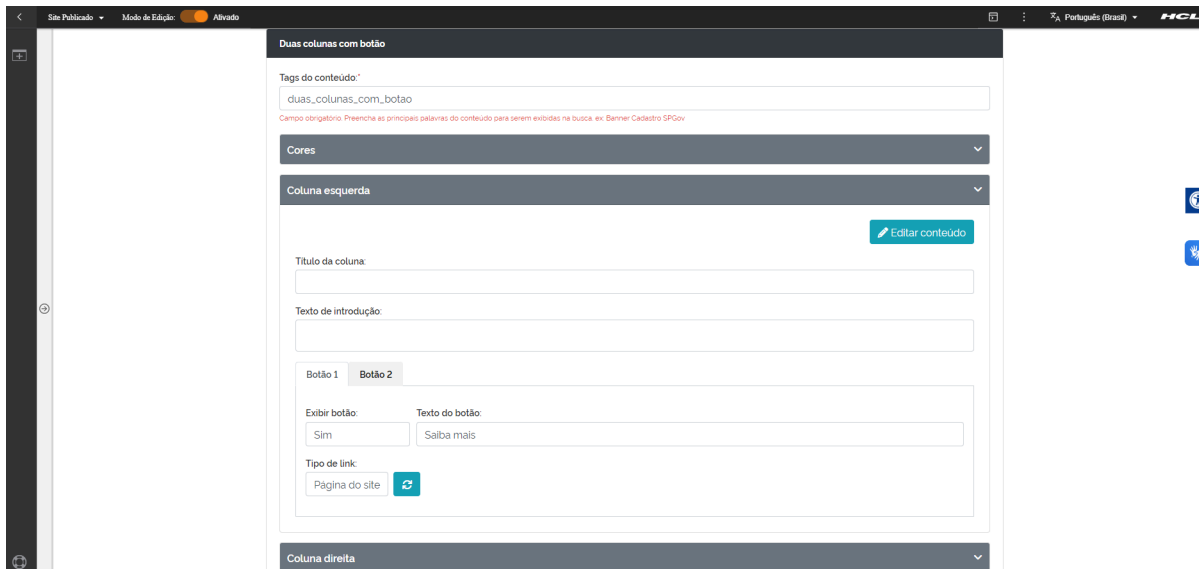 Site Publicado
Modo de Edição:
Ativado
Português (Brasil)
HCL
Duas colunas com botão
Tags do conteúdo:*
duas_colunas_com_botao
Campo obrigatório. Preencha as principais palavras do conteúdo para serem exibidas na busca. ex: Banner Cadastro SPGov
Cores
Coluna esquerda
Editar conteúdo
Título da coluna:
Texto de introdução:
Botão 1
Botão 2
Exibir botão:
Texto do botão:
Sim
Saiba mais
Tipo de link:
Página do site
Coluna direita